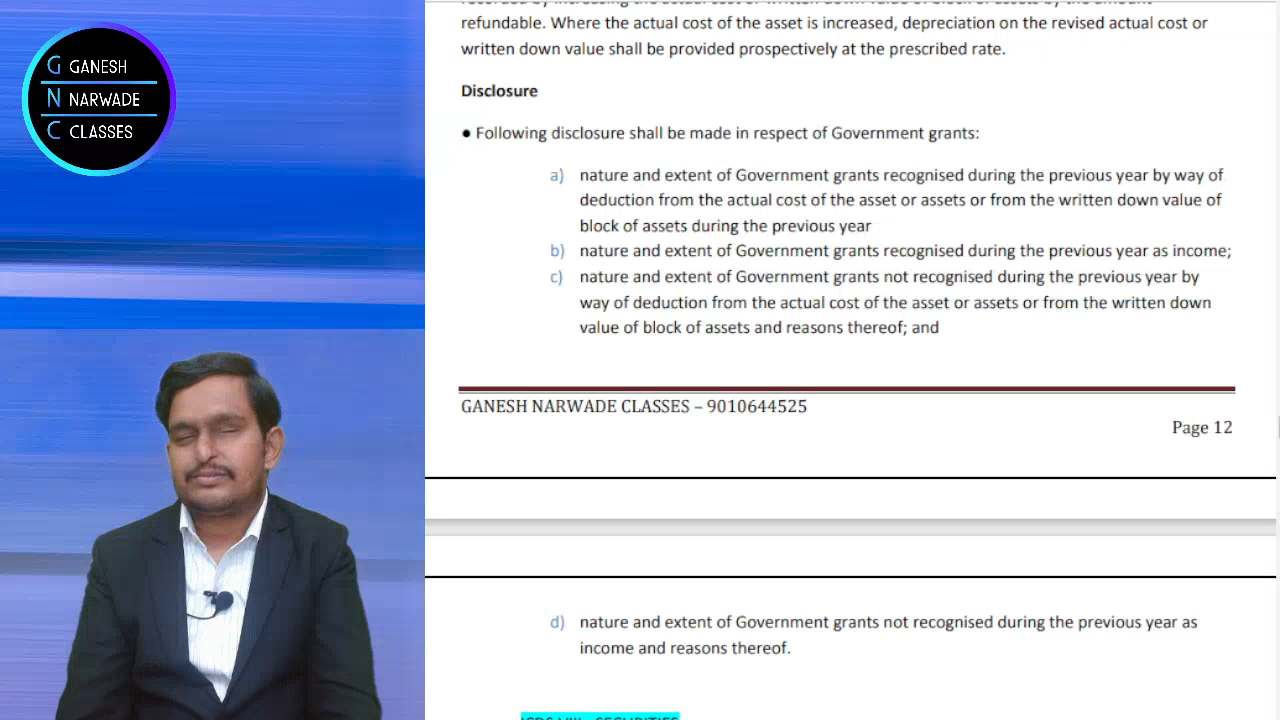 G GANESH
N NARWADE
C CLASSES
refundable. Where the actual cost of the asset is increased, depreciation on the revised actual cost or
written down value shall be provided prospectively at the prescribed rate.
Disclosure
● Following disclosure shall be made in respect of Government grants:
a) nature and extent of Government grants recognised during the previous year by way of
deduction from the actual cost of the asset or assets or from the written down value of
block of assets during the previous year
b) nature and extent of Government grants recognised during the previous year as income;
c) nature and extent of Government grants not recognised during the previous year by
way of deduction from the actual cost of the asset or assets or from the written down
value of block of assets and reasons thereof; and
GANESH NARWADE CLASSES – 9010644525
Page 12
d) nature and extent of Government grants not recognised during the previous year as
income and reasons thereof.